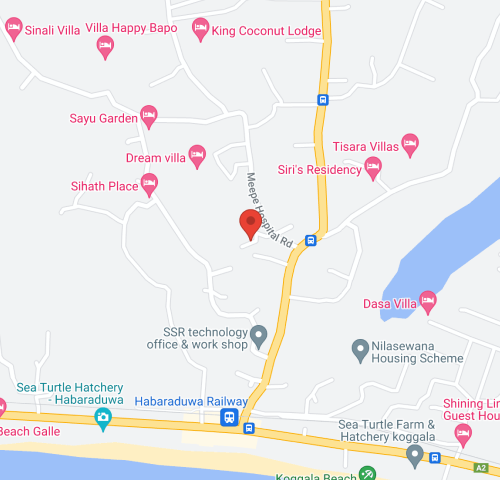 Sinali Villa
Villa Happy Bapo
King Coconut Lodge
Sayu Garden
Dream villa
Tisara Villas
Siri's Residency
Sihath Place
Meepe Hospital Rd
Dasa Villa
SSR technology
office & work shop
Nilasewana
Housing Scheme
Sea Turtle Hatchery
- Habaraduwa
Habaraduwa Railway
Beach Galle
Sea Turtle Farm &
Hatchery koggala
Shining Lin
Guest Hou
A2
Koggala Beach